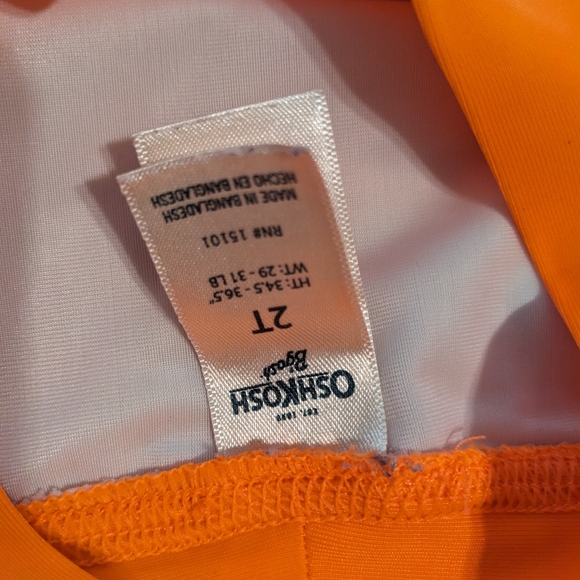 EST. 1895
OSHKOSH
B'gosh
2T
HT: 34.5 - 36.5"
WT: 29 - 31 LB
RN# 15101
MADE IN BANGLADESH
HECHO EN BANGLADESH